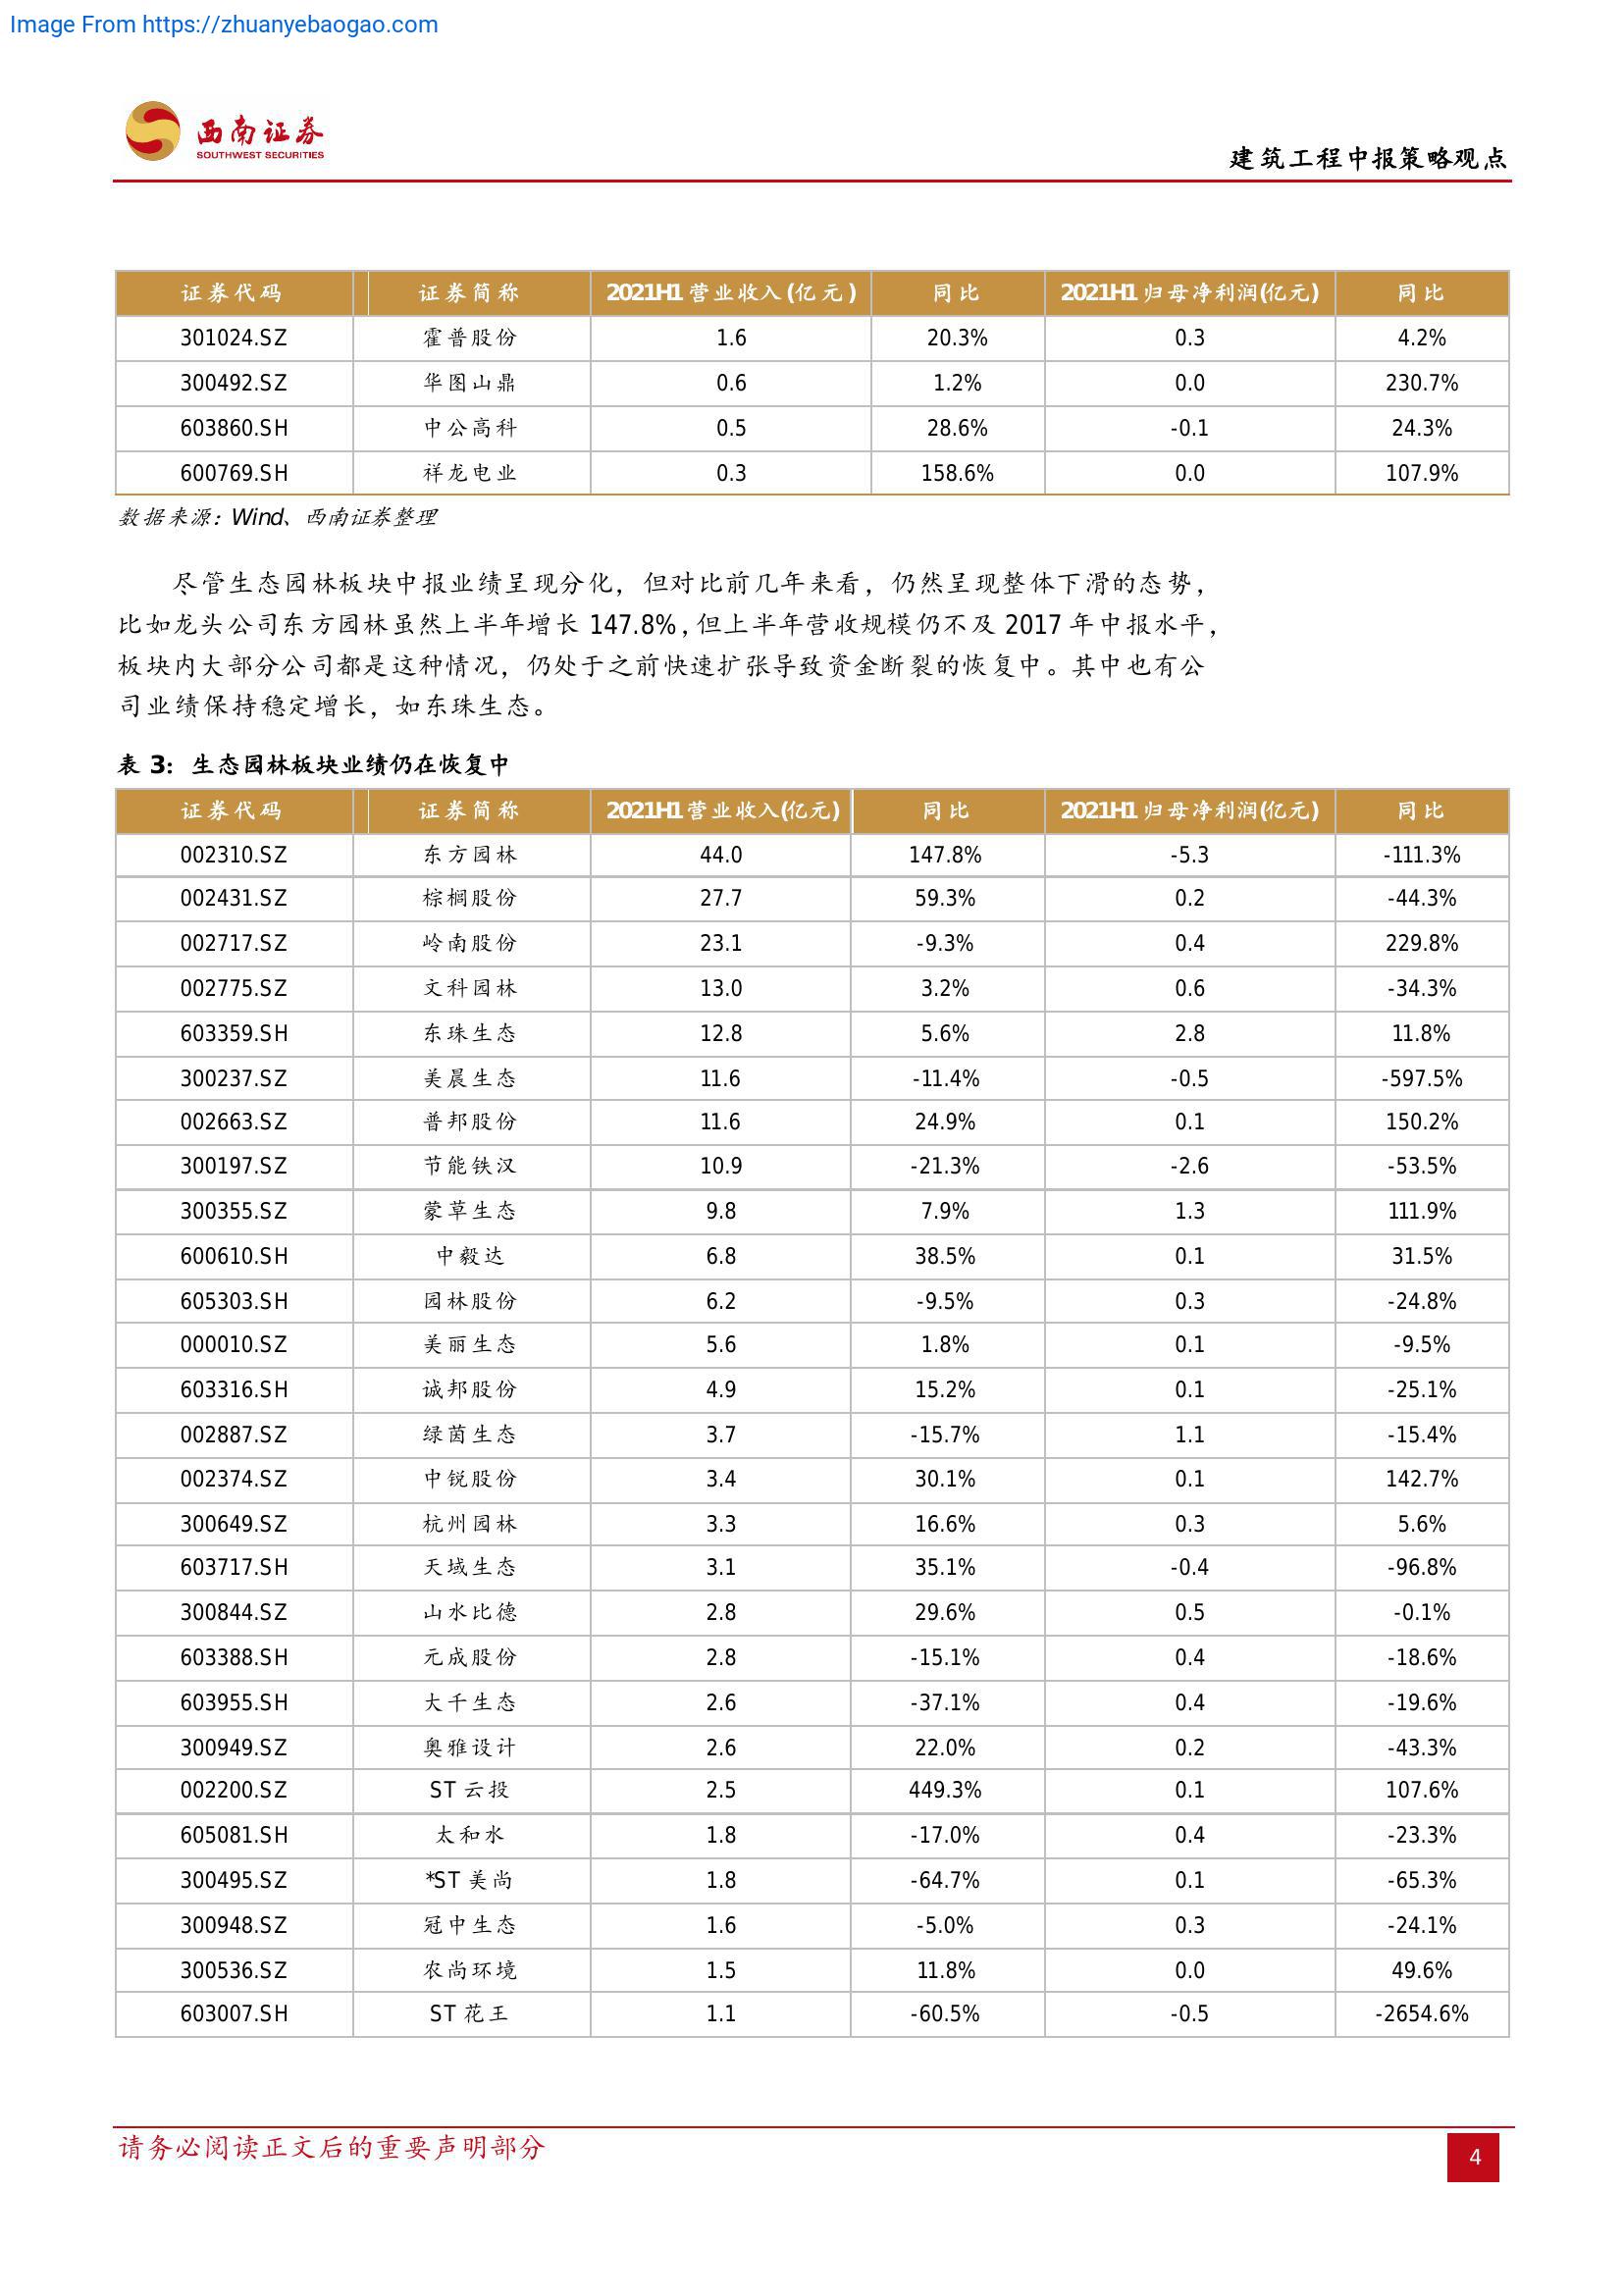 Image From https://zhuanyebaogao.com
西南证券
SOUTHWEST SECURITIES
建筑工程中报策略观点
证券代码 证券简称 2021H1 营业收入(亿元) 同比 2021H1 归母净利润(亿元) 同比
301024.SZ 霍普股份 1.6 20.3% 0.3 4.2%
300492.SZ 华图山鼎 0.6 1.2% 0.0 230.7%
603860.SH 中公高科 0.5 28.6% -0.1 24.3%
600769.SH 祥龙电业 0.3 158.6% 0.0 107.9%
数据来源：Wind、西南证券整理
尽管生态园林板块中报业绩呈现分化，但对比前几年来看，仍然呈现整体下滑的态势，
比如龙头公司东方园林虽然上半年增长 147.8%，但上半年营收规模仍不及 2017 年中报水平，
板块内大部分公司都是这种情况，仍处于之前快速扩张导致资金断裂的恢复中。其中也有公
司业绩保持稳定增长，如东珠生态。
表 3：生态园林板块业绩仍在恢复中
证券代码 证券简称 2021H1 营业收入(亿元) 同比 2021H1 归母净利润(亿元) 同比
002310.SZ 东方园林 44.0 147.8% -5.3 -111.3%
002431.SZ 棕榈股份 27.7 59.3% 0.2 -44.3%
002717.SZ 岭南股份 23.1 -9.3% 0.4 229.8%
002775.SZ 文科园林 13.0 3.2% 0.6 -34.3%
603359.SH 东珠生态 12.8 5.6% 2.8 11.8%
300237.SZ 美晨生态 11.6 -11.4% -0.5 -597.5%
002663.SZ 普邦股份 11.6 24.9% 0.1 150.2%
300197.SZ 节能铁汉 10.9 -21.3% -2.6 -53.5%
300355.SZ 蒙草生态 9.8 7.9% 1.3 111.9%
600610.SH 中毅达 6.8 38.5% 0.1 31.5%
605303.SH 园林股份 6.2 -9.5% 0.3 -24.8%
000010.SZ 美丽生态 5.6 1.8% 0.1 -9.5%
603316.SH 诚邦股份 4.9 15.2% 0.1 -25.1%
002887.SZ 绿茵生态 3.7 -15.7% 1.1 -15.4%
002374.SZ 中锐股份 3.4 30.1% 0.1 142.7%
300649.SZ 杭州园林 3.3 16.6% 0.3 5.6%
603717.SH 天域生态 3.1 35.1% -0.4 -96.8%
300844.SZ 山水比德 2.8 29.6% 0.5 -0.1%
603388.SH 元成股份 2.8 -15.1% 0.4 -18.6%
603955.SH 大千生态 2.6 -37.1% 0.4 -19.6%
300949.SZ 奥雅设计 2.6 22.0% 0.2 -43.3%
002200.SZ ST 云投 2.5 449.3% 0.1 107.6%
605081.SH 太和水 1.8 -17.0% 0.4 -23.3%
300495.SZ *ST 美尚 1.8 -64.7% 0.1 -65.3%
300948.SZ 冠中生态 1.6 -5.0% 0.3 -24.1%
300536.SZ 农尚环境 1.5 11.8% 0.0 49.6%
603007.SH ST 花王 1.1 -60.5% -0.5 -2654.6%
请务必阅读正文后的重要声明部分
4